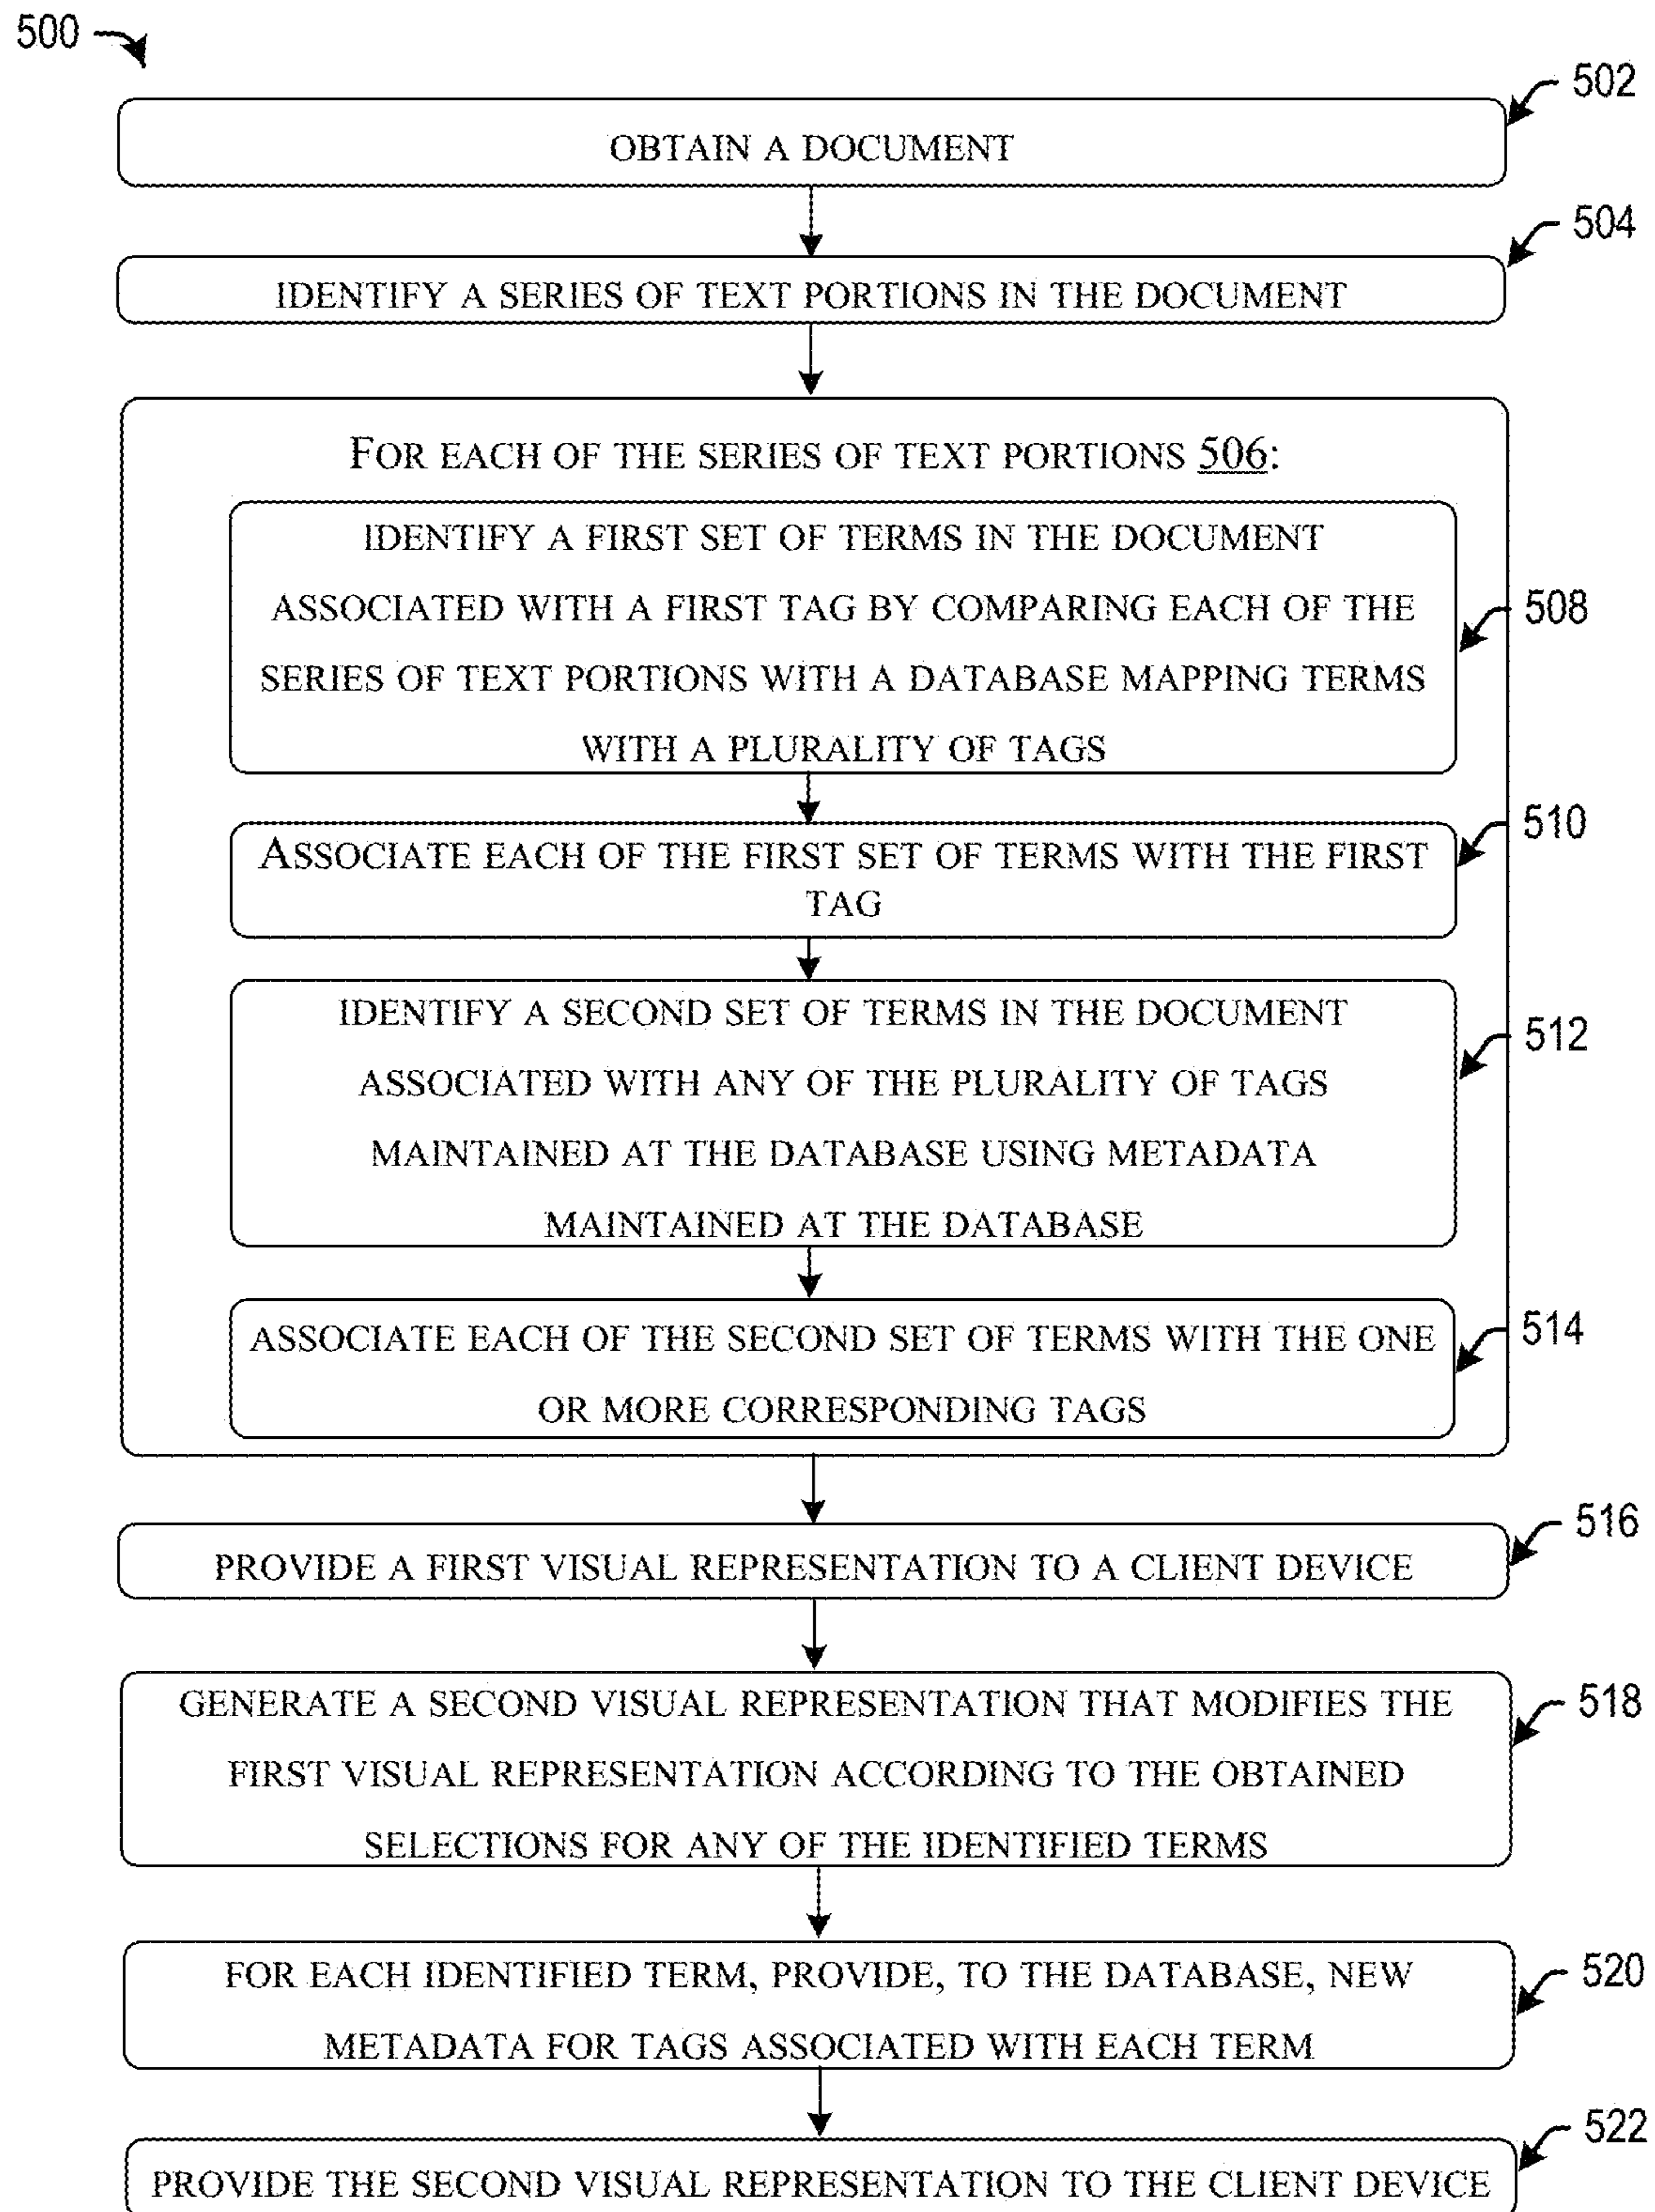 500
502
OBTAIN A DOCUMENT
504
IDENTIFY A SERIES OF TEXT PORTIONS IN THE DOCUMENT
FOR EACH OF THE SERIES OF TEXT PORTIONS 506:
IDENTIFY A FIRST SET OF TERMS IN THE DOCUMENT
ASSOCIATED WITH A FIRST TAG BY COMPARING EACH OF THE
508
SERIES OF TEXT PORTIONS WITH A DATABASE MAPPING TERMS
WITH A PLURALITY OF TAGS
510
ASSOCIATE EACH OF THE FIRST SET OF TERMS WITH THE FIRST
TAG
IDENTIFY A SECOND SET OF TERMS IN THE DOCUMENT
512
ASSOCIATED WITH ANY OF THE PLURALITY OF TAGS
MAINTAINED AT THE DATABASE USING METADATA
MAINTAINED AT THE DATABASE
ASSOCIATE EACH OF THE SECOND SET OF TERMS WITH THE ONE
514
OR MORE CORRESPONDING TAGS
516
PROVIDE A FIRST VISUAL REPRESENTATION TO A CLIENT DEVICE
GENERATE A SECOND VISUAL REPRESENTATION THAT MODIFIES THE
518
FIRST VISUAL REPRESENTATION ACCORDING TO THE OBTAINED
SELECTIONS FOR ANY OF THE IDENTIFIED TERMS
FOR EACH IDENTIFIED TERM, PROVIDE, TO THE DATABASE, NEW
520
METADATA FOR TAGS ASSOCIATED WITH EACH TERM
522
PROVIDE THE SECOND VISUAL REPRESENTATION TO THE CLIENT DEVICE